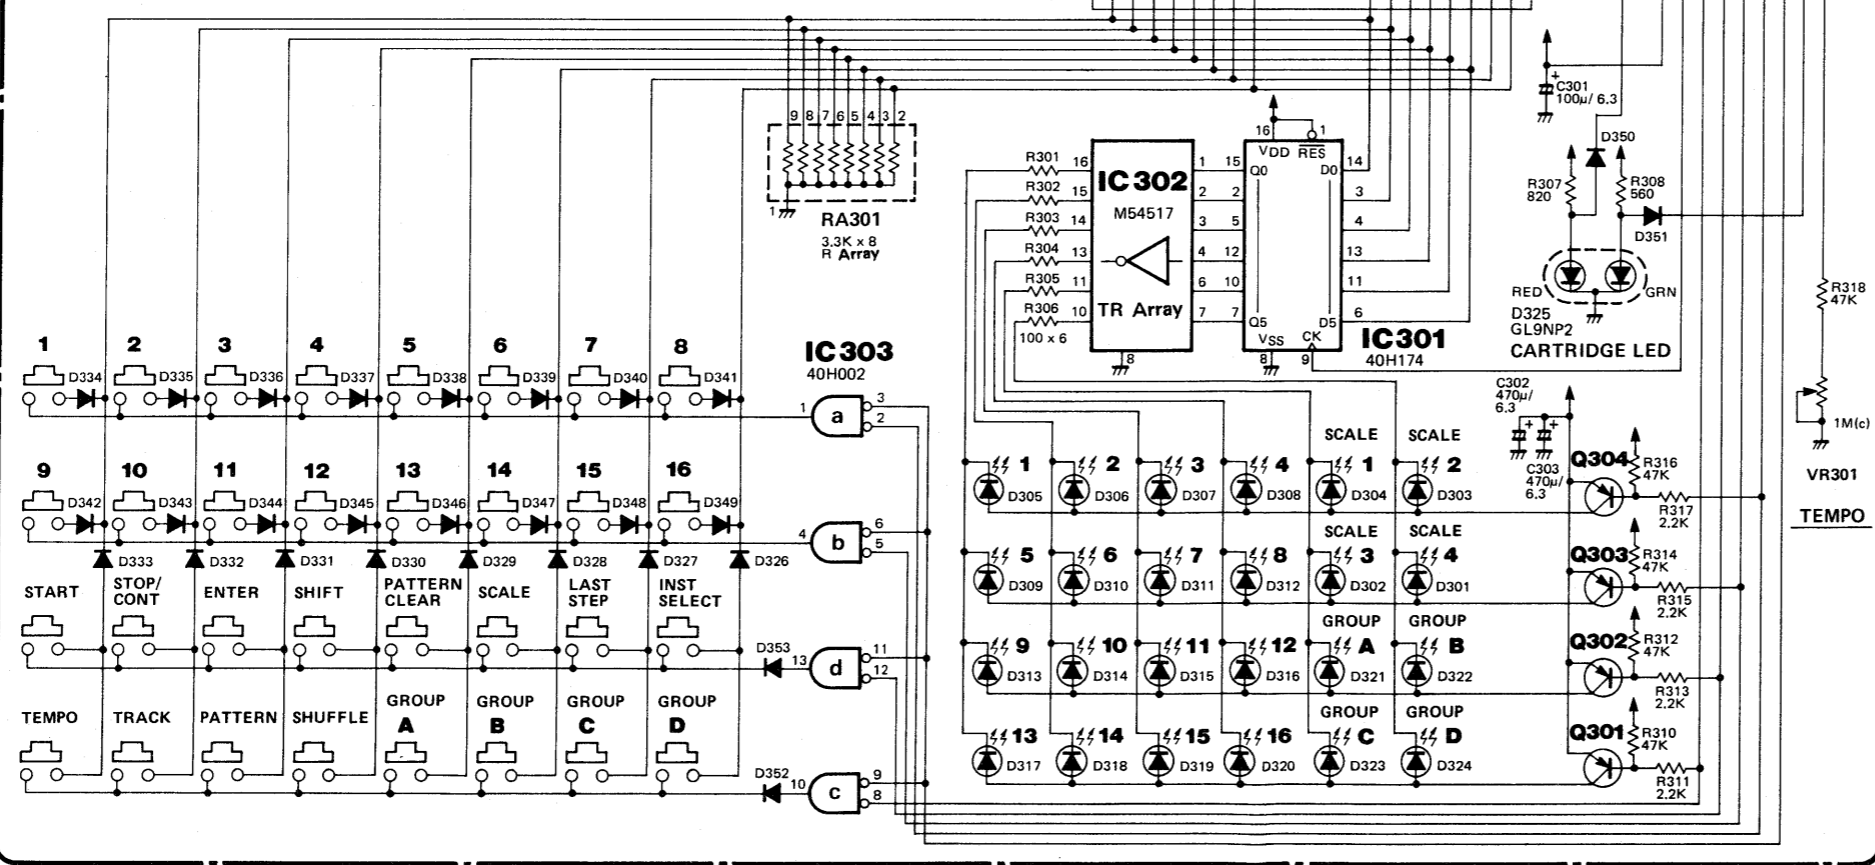 9 8 7 6 5 4 3 2
1
RA301
3.3K x 8
R Array
R301
R302
R303
R304
R305
R306
100 x 6
16
15
14
13
11
10
IC302
M54517
TR Array
8
1
2
3
4
6
7
15
2
5
12
10
7
16
1
VDD
RES
Q0
D0
Q5
D5
VSS
CK
8
9
14
3
4
13
11
6
IC301
40H174
C301
+
100µ/ 6.3
D350
R307
820
R308
560
D351
RED
GRN
D325
GL9NP2
CARTRIDGE LED
R318
47K
1M(c)
VR301
TEMPO
1 2 3 4 5 6 7 8
D334 D335 D336 D337 D338 D339 D340 D341
IC303
40H002
1
a
3
2
9 10 11 12 13 14 15 16
D342 D343 D344 D345 D346 D347 D348 D349
4
b
6
5
D333 D332 D331 D330 D329 D328 D327 D326
START
STOP/
CONT
ENTER
SHIFT
PATTERN
CLEAR
SCALE
LAST
STEP
INST
SELECT
D353
13
d
11
12
TEMPO
TRACK
PATTERN
SHUFFLE
GROUP
A
GROUP
B
GROUP
C
GROUP
D
D352
10
c
9
8
SCALE SCALE
1 2 3 4 1 2
D305 D306 D307 D308 D304 D303
SCALE SCALE
5 6 7 8 3 4
D309 D310 D311 D312 D302 D301
GROUP GROUP
9 10 11 12 A B
D313 D314 D315 D316 D321 D322
GROUP GROUP
13 14 15 16 C D
D317 D318 D319 D320 D323 D324
C302
470µ/
6.3
+ +
C303
470µ/
6.3
Q304
R316
47K
R317
2.2K
Q303
R314
47K
R315
2.2K
Q302
R312
47K
R313
2.2K
Q301
R310
47K
R311
2.2K